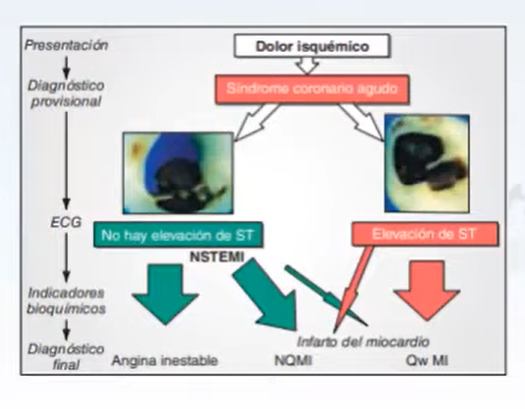 Presentación
Diagnóstico
provisional
ECG
Indicadores
bioquímicos
Diagnóstico
final
Dolor isquémico
Síndrome coronario agudo
No hay elevación de ST
NSTEMI
Elevación de ST
Infarto del miocardio
Angina inestable
NQMI
Qw MI